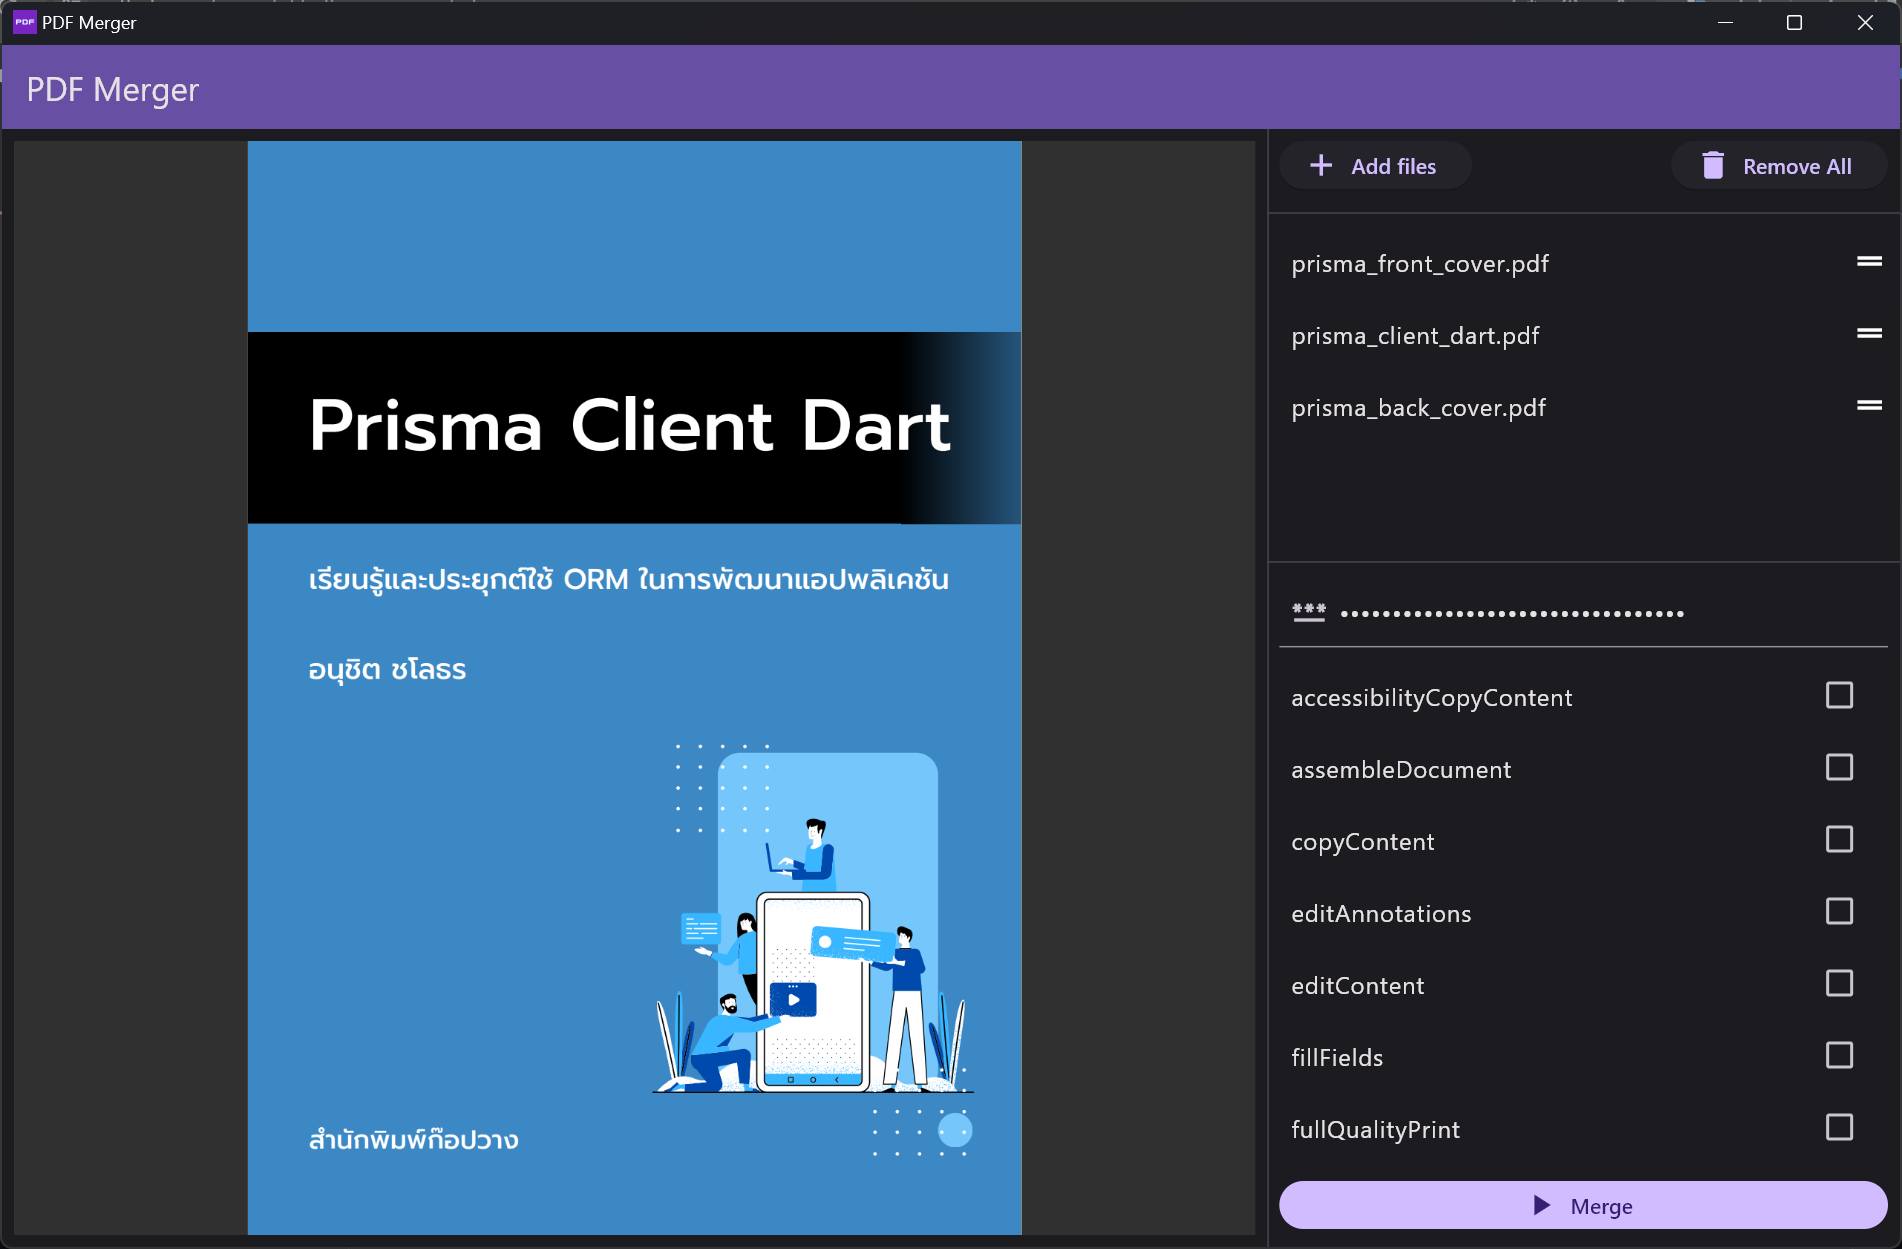 PDF PDF Merger
PDF Merger
Prisma Client Dart
เรียนรู้และประยุกต์ใช้ ORM ในการพัฒนาแอปพลิเคชัน
อนุชิต ชโลธร
สำนักพิมพ์ก๊อปวาง
Add files
Remove All
prisma_front_cover.pdf
prisma_client_dart.pdf
prisma_back_cover.pdf
*** •••••••••••••••••••••••••••••••••
accessibilityCopyContent
assembleDocument
copyContent
editAnnotations
editContent
fillFields
fullQualityPrint
Merge